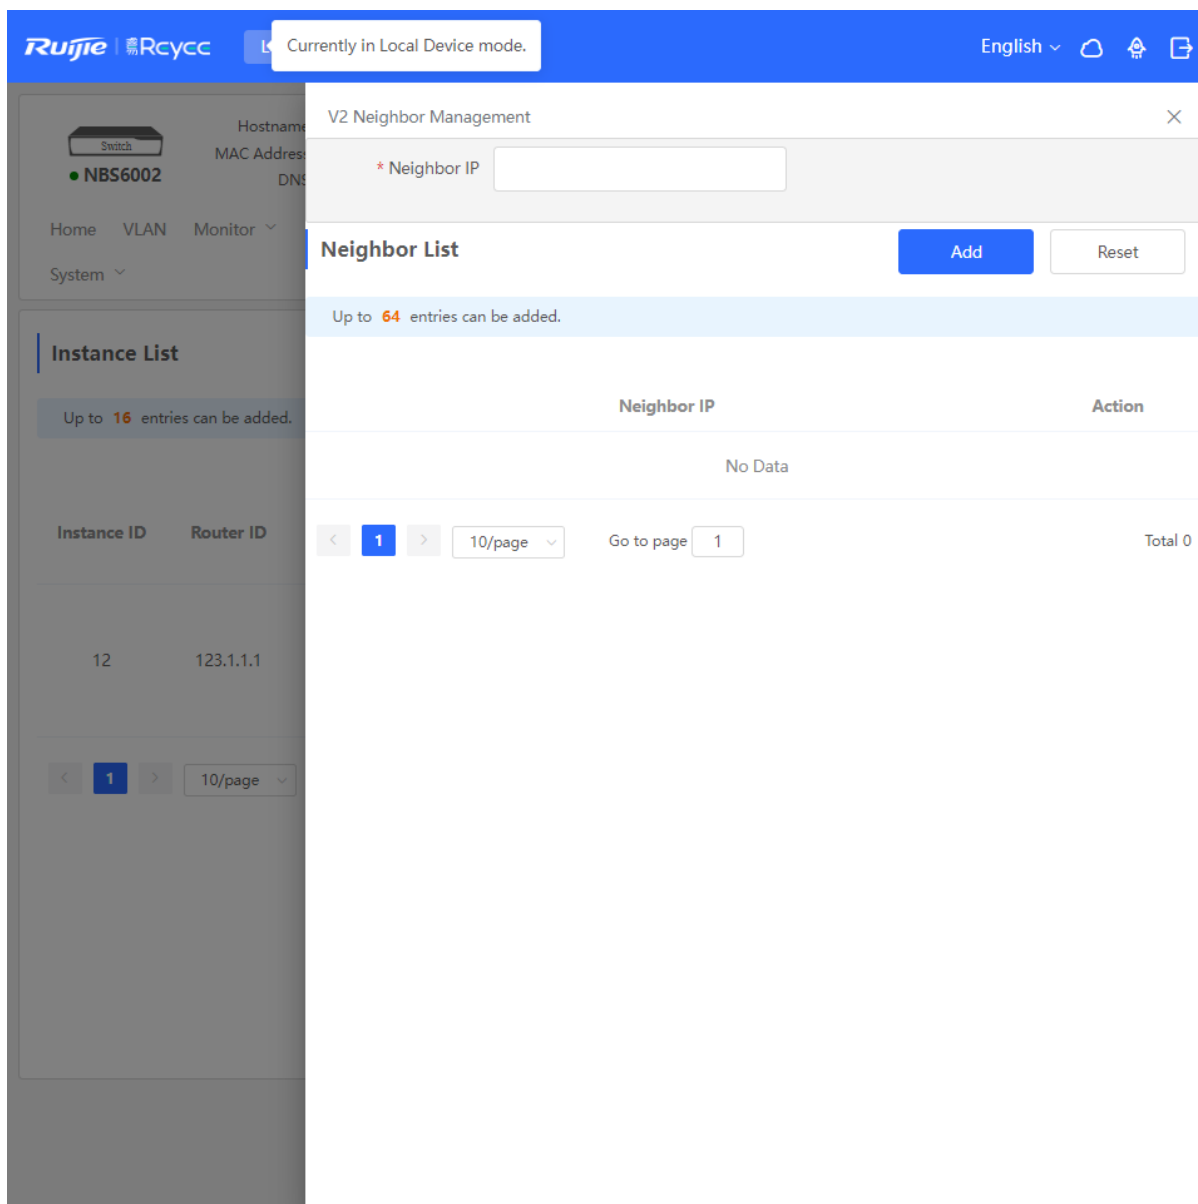 Ruijie | Reyee
Currently in Local Device mode.
English
V2 Neighbor Management
Switch
NBS6002
Hostname
MAC Address
DNS
* Neighbor IP
Home VLAN Monitor
System
Neighbor List
Add Reset
Up to 64 entries can be added.
Instance List
Up to 16 entries can be added.
Neighbor IP Action
No Data
Instance ID Router ID
< 1 > 10/page Go to page 1 Total 0
12 123.1.1.1
< 1 > 10/page